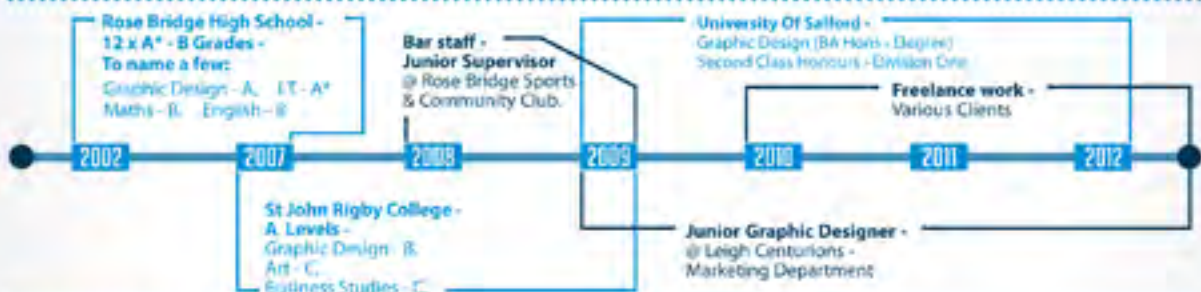 Rose Bridge High School -
12 x A* - B Grades -
To name a few:
Graphic Design - A, I.T - A*
Maths - B, English - B
Bar staff -
Junior Supervisor
@ Rose Bridge Sports
& Community Club.
University Of Salford -
Graphic Design (BA Hons - Degree)
Second Class Honours - Division One
Freelance work -
Various Clients
2002
2007
2008
2009
2010
2011
2012
St John Rigby College -
A Levels -
Graphic Design - B,
Art - C,
Business Studies - C
Junior Graphic Designer -
@ Leigh Centurions -
Marketing Department